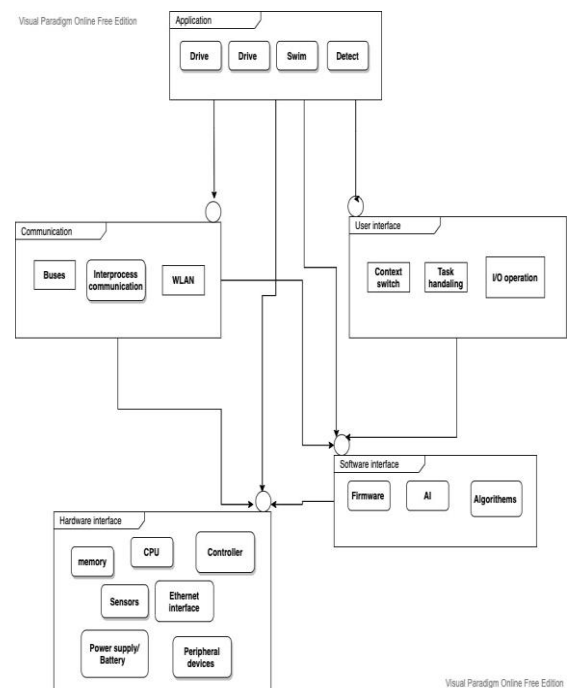 Visual Paradigm Online Free Edition
Application
Drive
Drive
Swim
Detect
Communication
Buses
Interprocess
communication
WLAN
User interface
Context
switch
Task
handaling
I/O operation
Software interface
Firmware
AI
Algorithems
Hardware interface
memory
CPU
Controller
Sensors
Ethernet
interface
Power supply/
Battery
Peripheral
devices
Visual Paradigm Online Free Edition